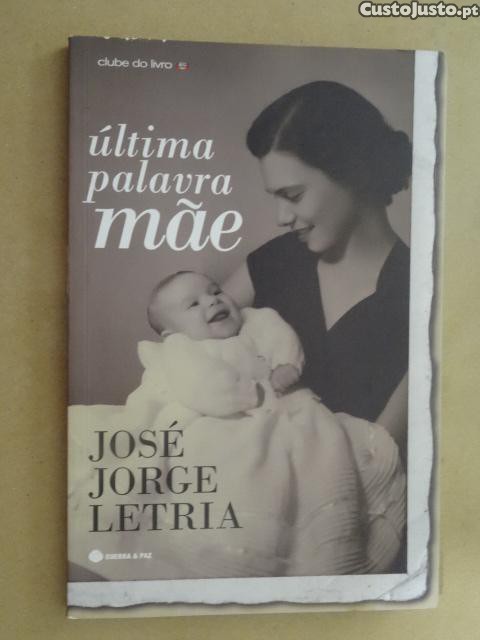 CustoJusto.pt
clube do livro
última
palavra
mãe
JOSÉ
JORGE
LETRIA
GUERRA & PAZ